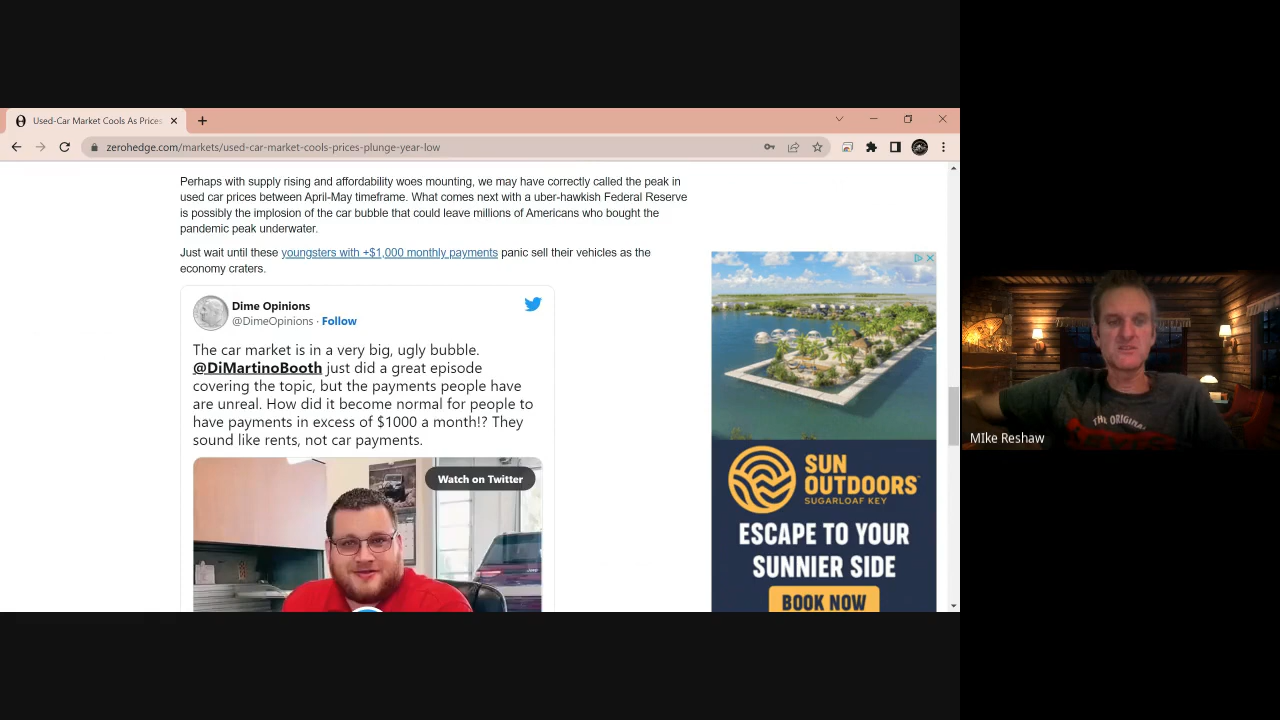 Used-Car Market Cools As Prices
zerohedge.com/markets/used-car-market-cools-prices-plunge-year-low
Perhaps with supply rising and affordability woes mounting, we may have correctly called the peak in
used car prices between April-May timeframe. What comes next with a uber-hawkish Federal Reserve
is possibly the implosion of the car bubble that could leave millions of Americans who bought the
pandemic peak underwater.
Just wait until these youngsters with +$1,000 monthly payments panic sell their vehicles as the
economy craters.
Dime Opinions
@DimeOpinions · Follow
The car market is in a very big, ugly bubble.
@DiMartinoBooth just did a great episode
covering the topic, but the payments people have
are unreal. How did it become normal for people to
have payments in excess of $1000 a month!? They
sound like rents, not car payments.
Watch on Twitter
SUN
OUTDOORS
SUGARLOAF KEY
ESCAPE TO YOUR
SUNNIER SIDE
BOOK NOW
THE ORIGINAL
MIke Reshaw